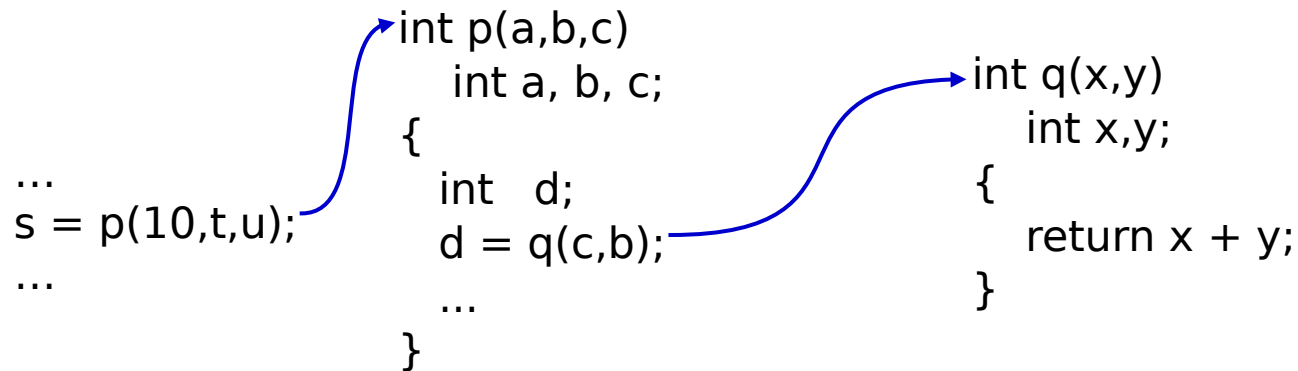 ...
s = p(10,t,u);
...
int p(a,b,c)
int a, b, c;
{
int d;
d = q(c,b);
...
}
int q(x,y)
int x,y;
{
return x + y;
}